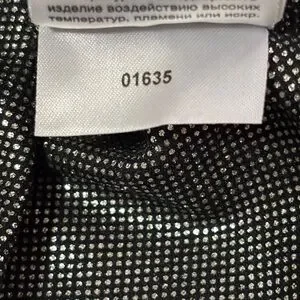 изделие воздействию высоких
температур, пламени или искр.
01635